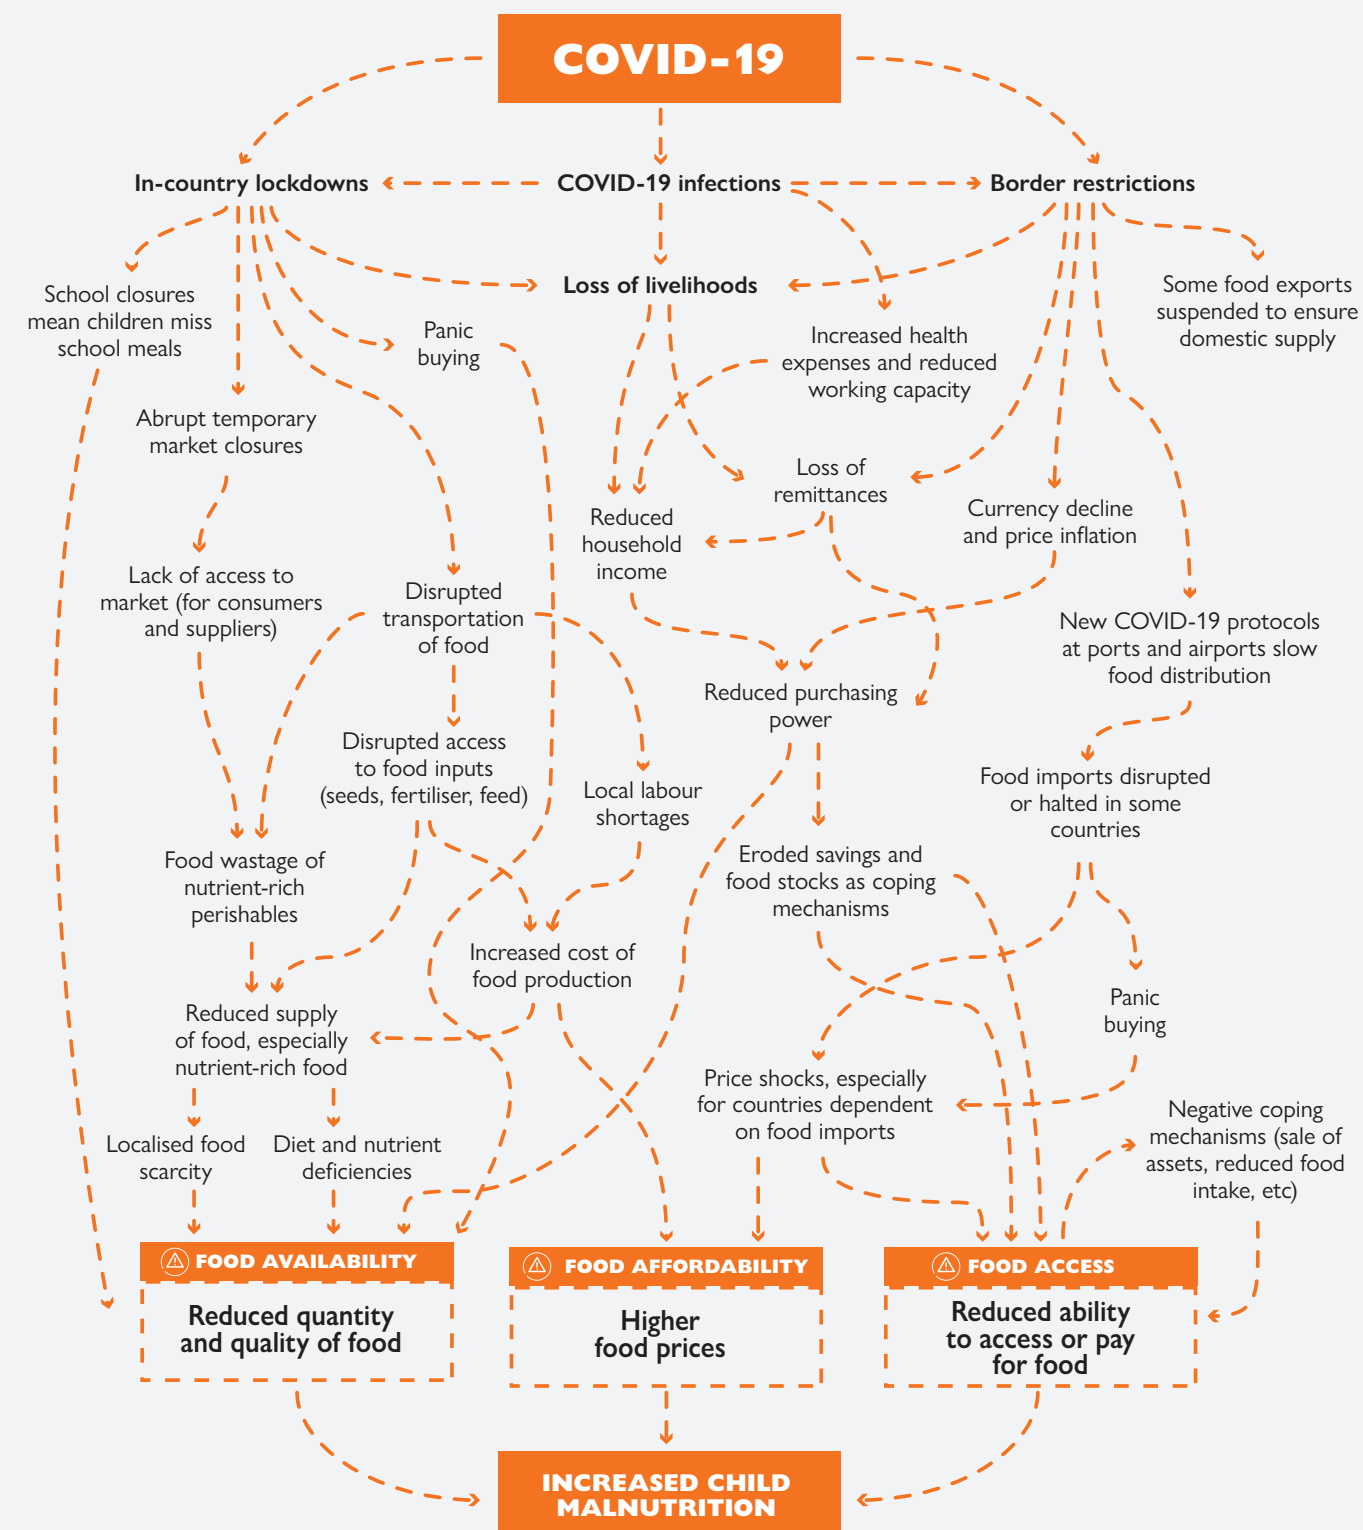 COVID-19
In-country lockdowns
COVID-19 infections
Border restrictions
School closures
mean children miss
school meals
Panic
buying
Loss of livelihoods
Increased health
expenses and reduced
working capacity
Some food exports
suspended to ensure
domestic supply
Abrupt temporary
market closures
Loss of
remittances
Reduced
household
income
Currency decline
and price inflation
Lack of access to
market (for consumers
and suppliers)
Disrupted
transportation
of food
New COVID-19 protocols
at ports and airports slow
food distribution
Reduced purchasing
power
Disrupted access
to food inputs
(seeds, fertiliser, feed)
Local labour
shortages
Food imports disrupted
or halted in some
countries
Food wastage of
nutrient-rich
perishables
Eroded savings and
food stocks as coping
mechanisms
Increased cost of
food production
Panic
buying
Reduced supply
of food, especially
nutrient-rich food
Price shocks, especially
for countries dependent
on food imports
Negative coping
mechanisms (sale of
assets, reduced food
intake, etc)
Localised food
scarcity
Diet and nutrient
deficiencies
FOOD AVAILABILITY
Reduced quantity
and quality of food
FOOD AFFORDABILITY
Higher
food prices
FOOD ACCESS
Reduced ability
to access or pay
for food
INCREASED CHILD
MALNUTRITION